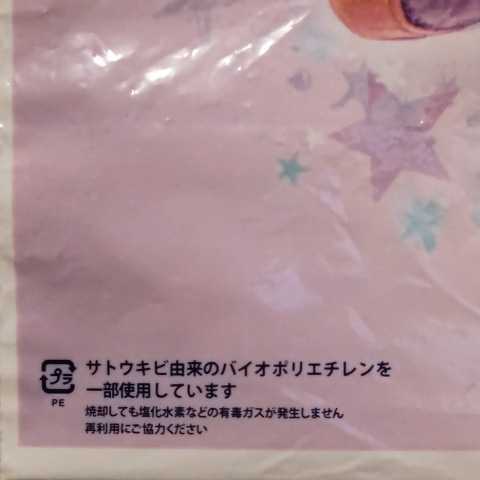 サトウキビ由来のバイオポリエチレンを
一部使用しています
プラ
PE
焼却しても塩化水素などの有毒ガスが発生しません
再利用にご協力ください